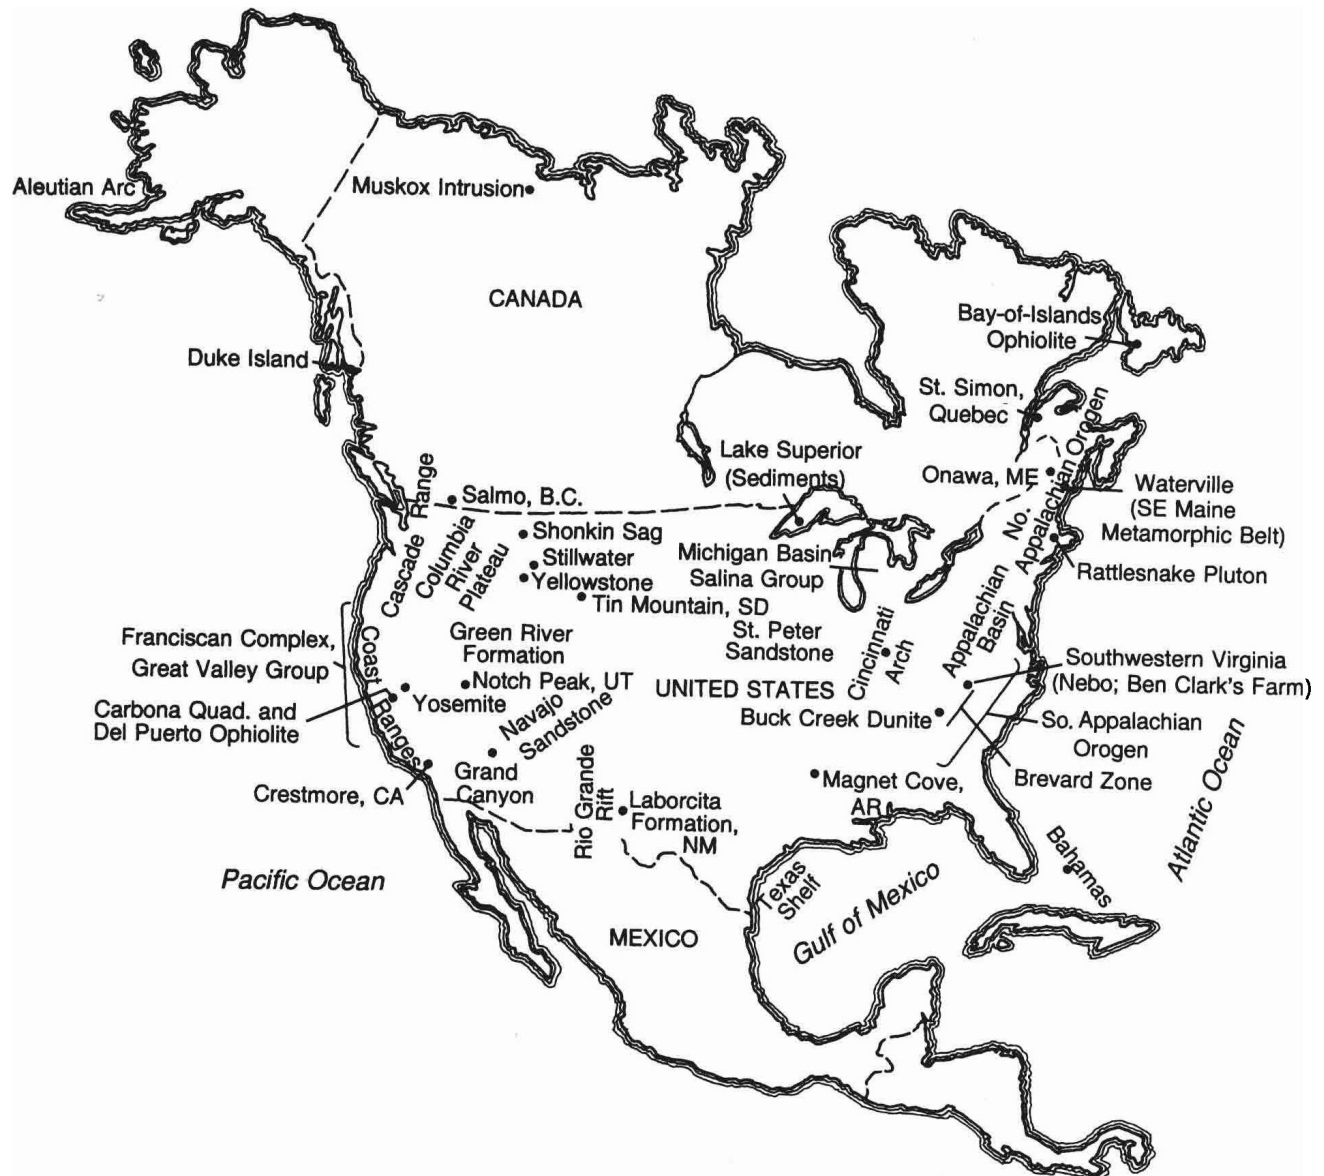 Aleutian Arc
Muskox Intrusion
CANADA
Duke Island
Bay-of-Islands
Ophiolite
St. Simon,
Quebec
Lake Superior
(Sediments)
Onawa, ME
No.
Appalachian Orogen
Waterville
(SE Maine
Metamorphic Belt)
Rattlesnake Pluton
Cascade Range
Salmo, B.C.
Columbia
River
Plateau
Shonkin Sag
Stillwater
Yellowstone
Tin Mountain, SD
Michigan Basin
Salina Group
St. Peter
Sandstone
Cincinnati
Arch
Appalachian
Basin
Franciscan Complex,
Great Valley Group
Coast Ranges
Green River
Formation
Notch Peak, UT
Yosemite
Carbona Quad. and
Del Puerto Ophiolite
UNITED STATES
Southwestern Virginia
(Nebo; Ben Clark's Farm)
Buck Creek Dunite
So. Appalachian
Orogen
Navajo
Sandstone
Grand
Canyon
Crestmore, CA
Rio Grande
Rift
Laborcita
Formation,
NM
Magnet Cove,
AR
Brevard Zone
Atlantic Ocean
Pacific Ocean
Texas
Shelf
Gulf of Mexico
Bahamas
MEXICO